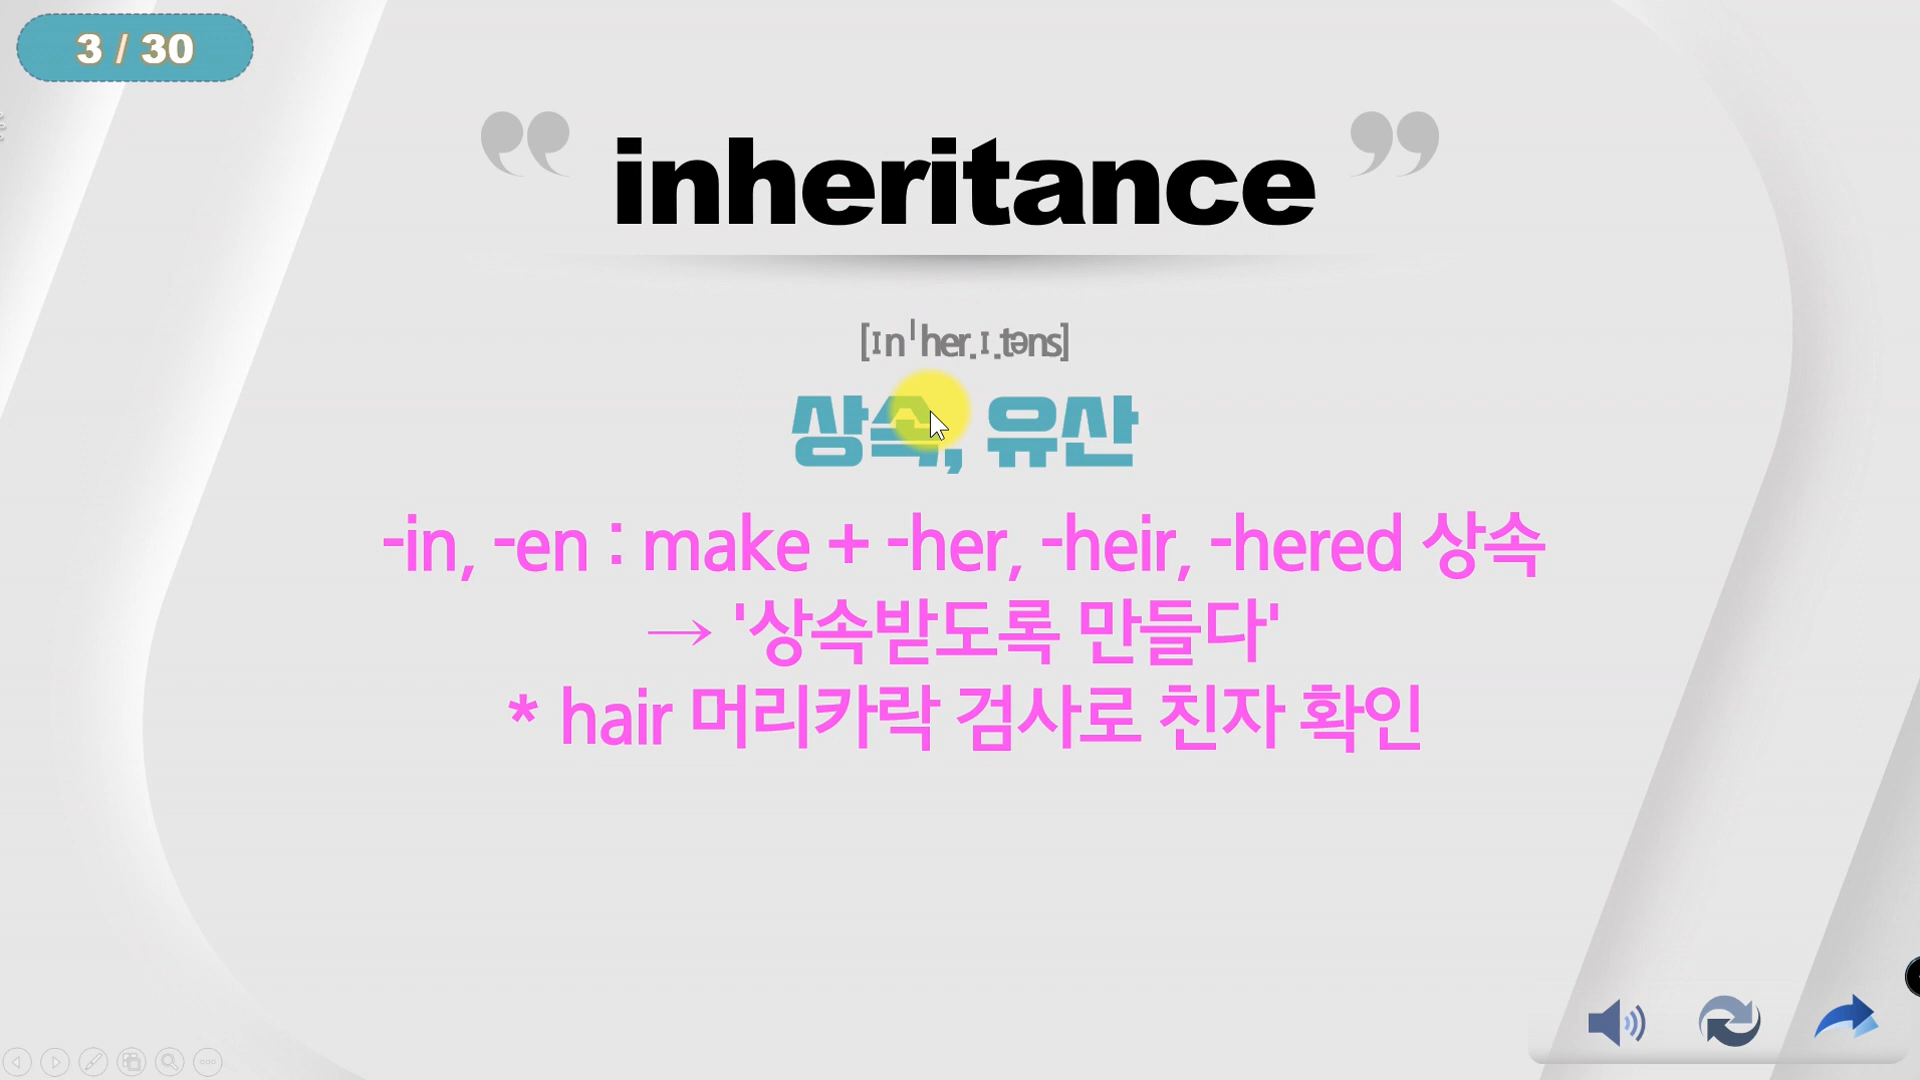 3 / 30
inheritance
[ɪnˈher.ɪ.təns]
상속, 유산
-in, -en : make + -her, -heir, -hered 상속
→ '상속받도록 만들다'
* hair 머리카락 검사로 친자 확인